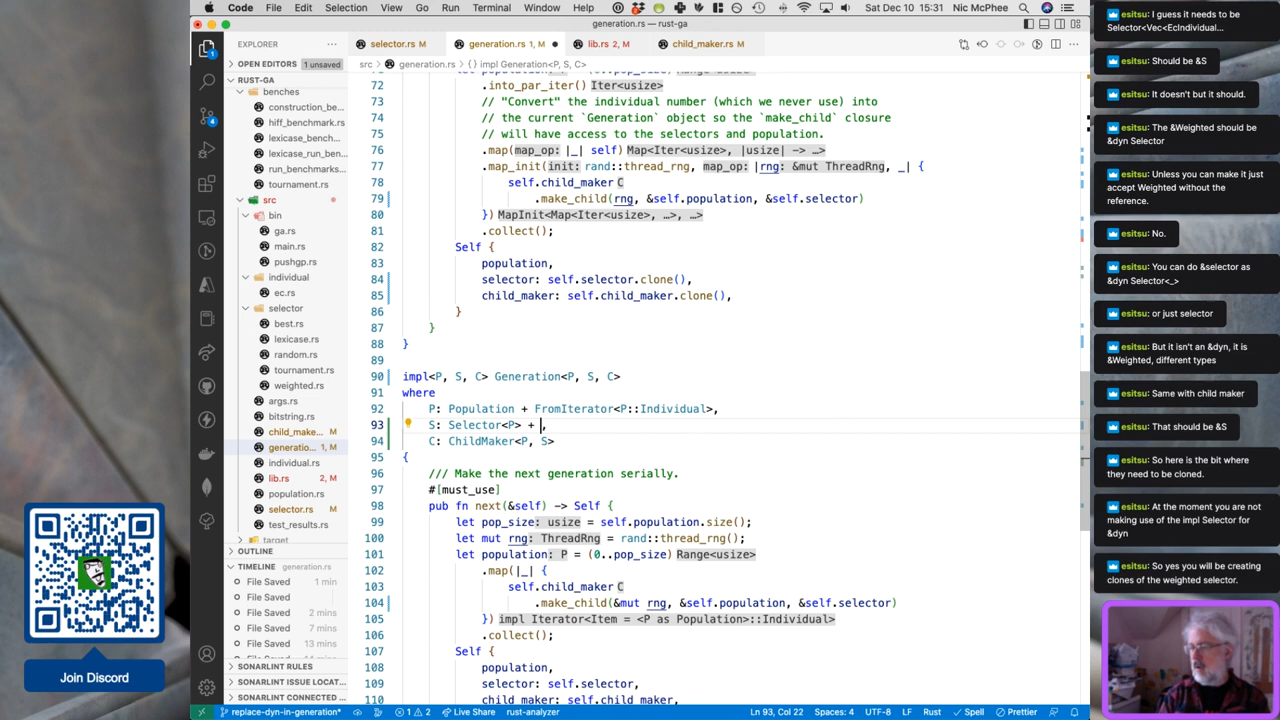 Code File Edit Selection View Go Run Terminal Window Help Sat Dec 10 15:31 Nic McPhee
generation.rs — rust-ga
EXPLORER
selector.rs M
generation.rs 1, M
lib.rs 2, M
child_maker.rs M
OPEN EDITORS 1 unsaved
src > generation.rs > {} impl Generation<P, S, C>
RUST-GA
benches
construction_be...
hiff_benchmark.rs
lexicase_bench...
lexicase_run_ben...
run_benchmarks...
tournament.rs
src
bin
ga.rs
main.rs
pushgp.rs
individual
ec.rs
selector
best.rs
lexicase.rs
random.rs
tournament.rs
weighted.rs
args.rs
bitstring.rs
child_make... M
generatio... 1, M
individual.rs
lib.rs 2, M
population.rs
selector.rs M
test_results.rs
target
OUTLINE
TIMELINE generation.rs
File Saved 1 min
File Saved
File Saved 2 mins
File Saved 7 mins
File Saved 13 mins
SONARLINT RULES
SONARLINT ISSUE LOCAT...
SONARLINT CONNECTED ...
72 .into_par_iter() Iter<usize>
73 // "Convert" the individual number (which we never use) into
74 // the current `Generation` object so the `make_child` closure
75 // will have access to the selectors and population.
76 .map(map_op: |_| self) Map<Iter<usize>, |usize| -> …>
77 .map_init(init: rand::thread_rng, map_op: |rng: &mut ThreadRng, _| {
78 self.child_maker C
79 .make_child(rng, &self.population, &self.selector)
80 }) MapInit<Map<Iter<usize>, …>, …>
81 .collect();
82 Self {
83 population,
84 selector: self.selector.clone(),
85 child_maker: self.child_maker.clone(),
86 }
87 }
88 }
89
90 impl<P, S, C> Generation<P, S, C>
91 where
92 P: Population + FromIterator<P::Individual>,
93 S: Selector<P> + ,
94 C: ChildMaker<P, S>
95 {
96 /// Make the next generation serially.
97 #[must_use]
98 pub fn next(&self) -> Self {
99 let pop_size: usize = self.population.size();
100 let mut rng: ThreadRng = rand::thread_rng();
101 let population: P = (0..pop_size) Range<usize>
102 .map(|_| {
103 self.child_maker C
104 .make_child(&mut rng, &self.population, &self.selector)
105 }) impl Iterator<Item = <P as Population>::Individual>
106 .collect();
107 Self {
108 population,
109 selector: self.selector,
110 child_maker: self.child_maker,
esitsu: I guess it needs to be
Selector<Vec<EcIndividual...
esitsu: Should be &S
esitsu: It doesn't but it should.
esitsu: The &Weighted should be
&dyn Selector
esitsu: Unless you can make it just
accept Weighted without the
reference.
esitsu: No.
esitsu: You can do &selector as
&dyn Selector<_>
esitsu: or just selector
esitsu: But it isn't an &dyn, it is
&Weighted, different types
esitsu: Same with child maker
esitsu: That should be &S
esitsu: So here is the bit where
they need to be cloned.
esitsu: At the moment you are not
making use of the impl Selector for
&dyn
esitsu: So yes you will be creating
clones of the weighted selector.
Join Discord
replace-dyn-in-generation* 1 2 Live Share rust-analyzer Ln 93, Col 22 Spaces: 4 UTF-8 LF Rust Spell Prettier